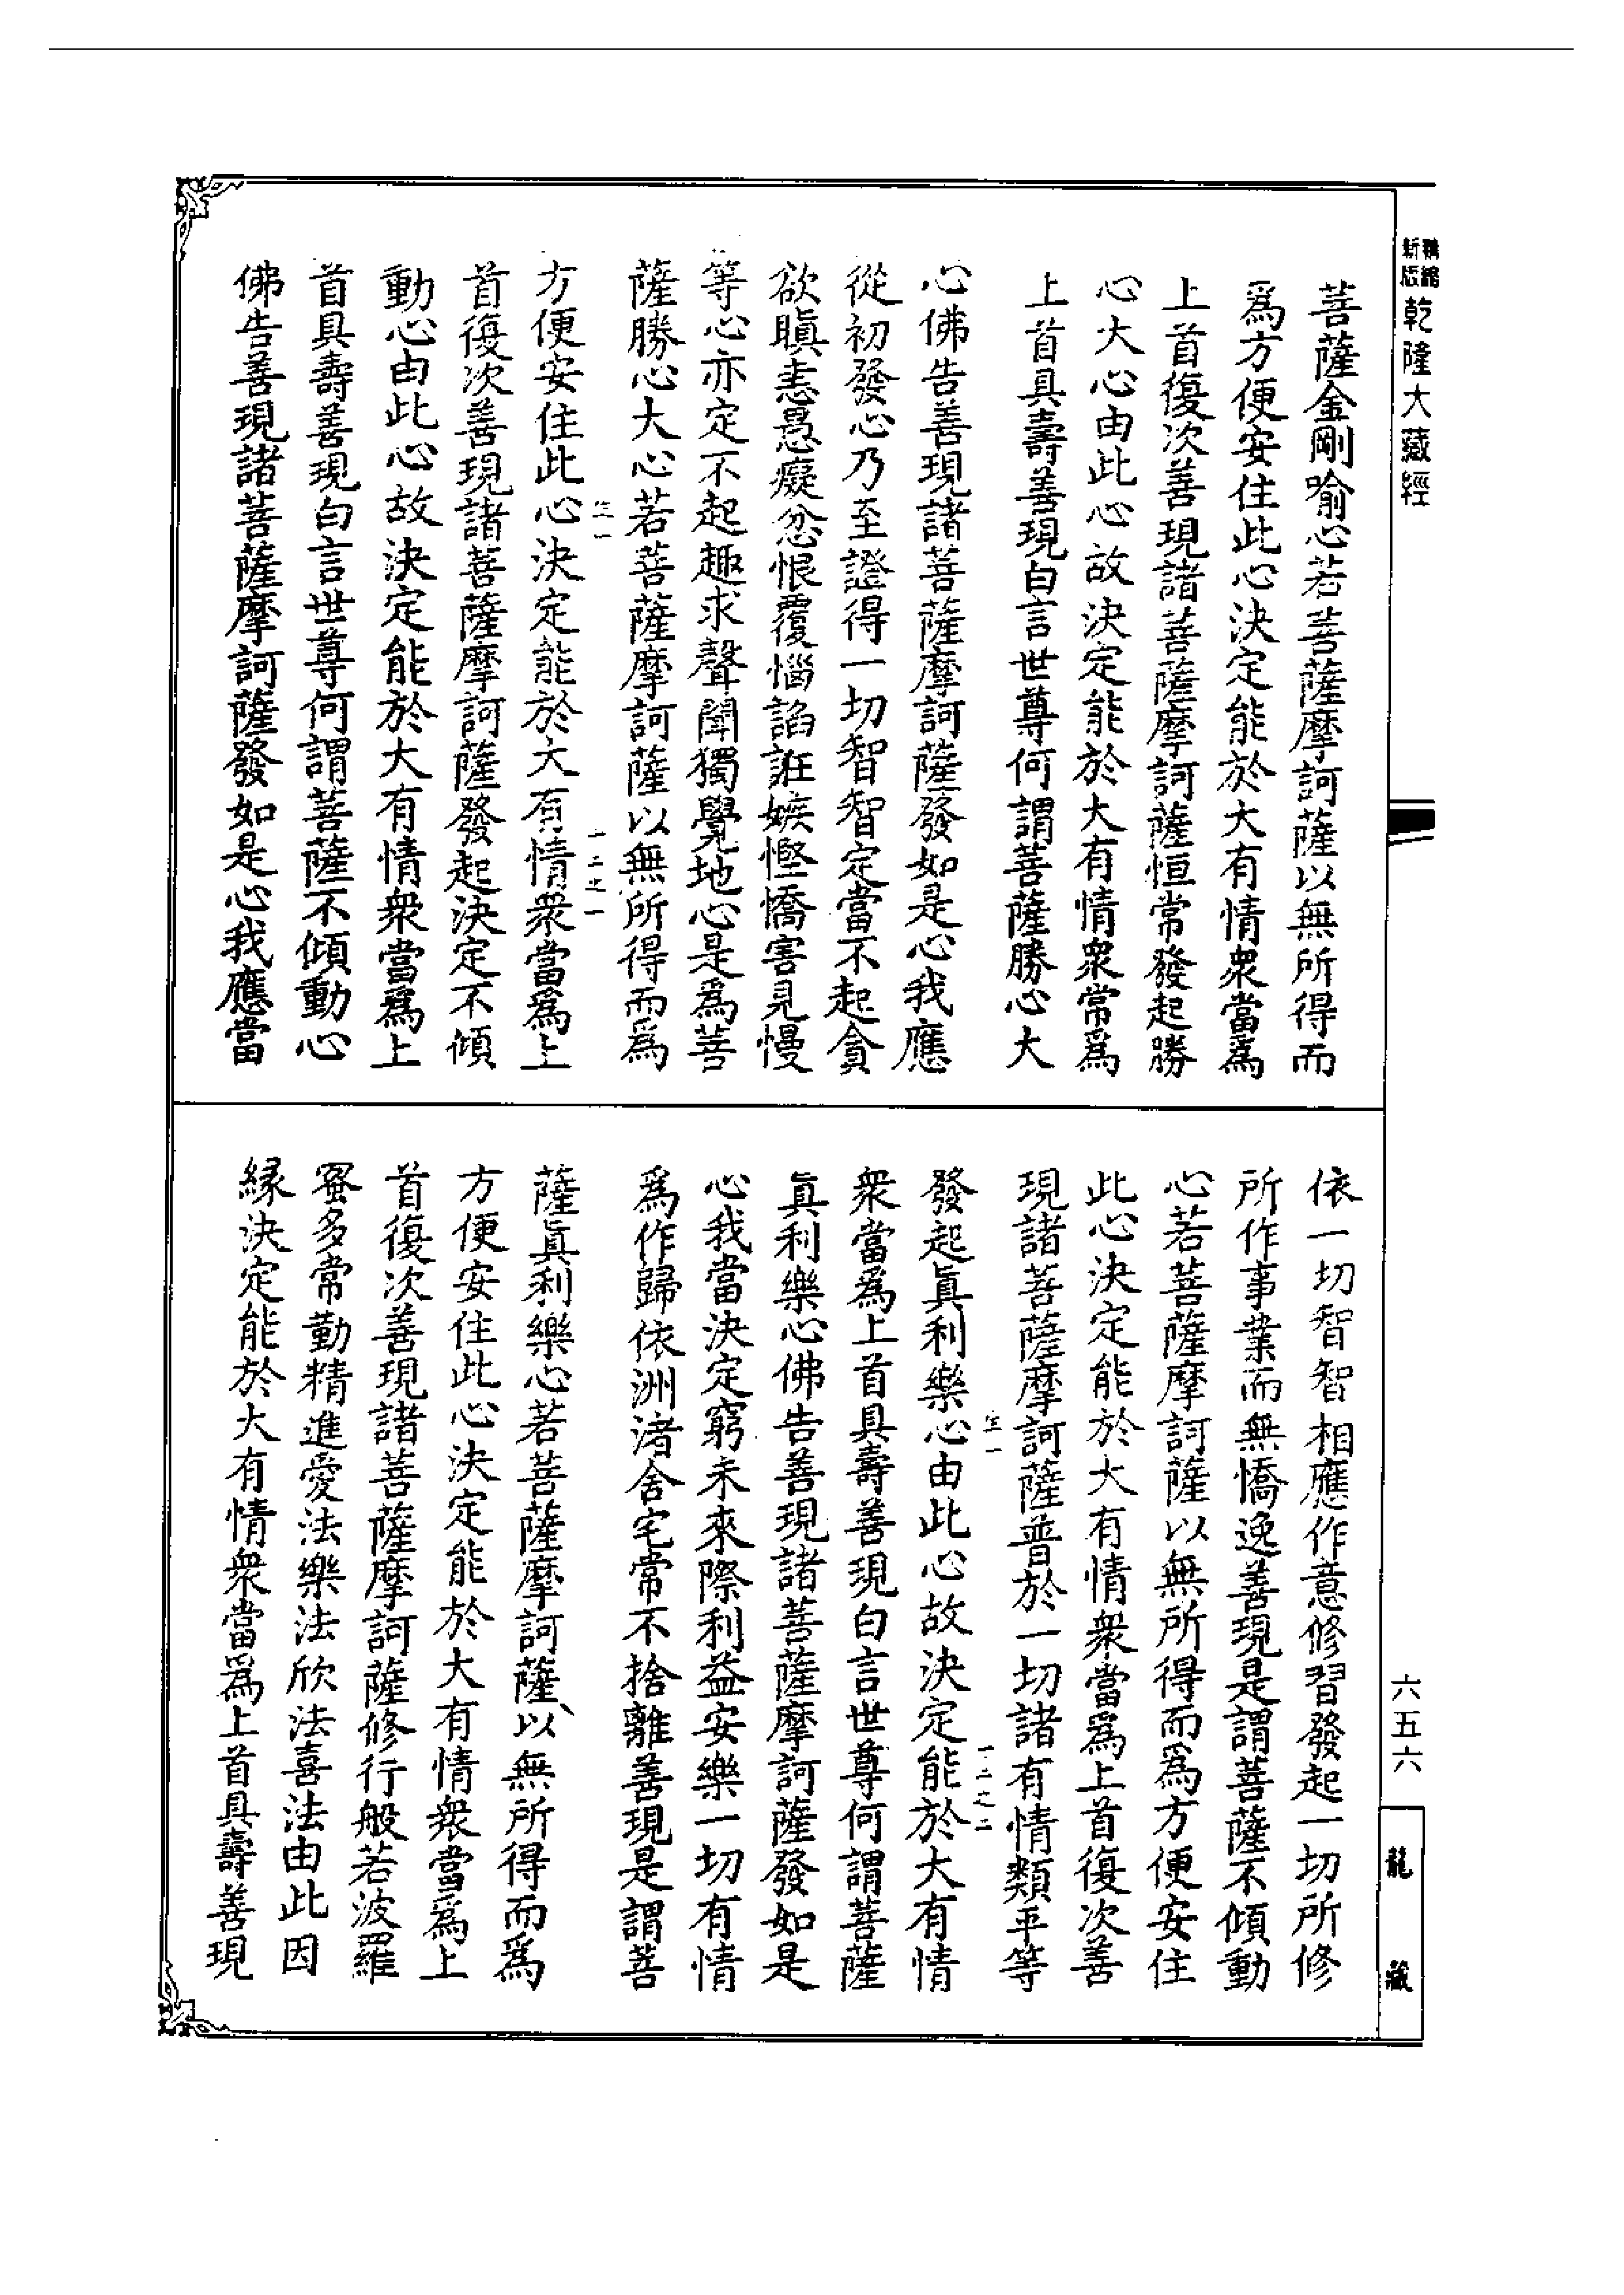 精縮
新版
乾隆大藏經
菩薩金剛喻心若菩薩摩訶薩以無所得而
爲方便安住此心決定能於大有情衆當爲
上首復次善現諸菩薩摩訶薩恒常發起勝
心大心由此心故決定能於大有情衆常爲
上首具壽善現白言世尊何謂菩薩勝心大
心佛告善現諸菩薩摩訶薩發如是心我應
從初發心乃至證得一切智智定當不起貪
欲瞋恚愚癡忿恨覆惱諂誑嫉慳憍害見慢
等心亦定不起趣求聲聞獨覺地心是爲菩
薩勝心大心若菩薩摩訶薩以無所得而爲
一二之一
方便安住此心決定能於大有情衆當爲上
首復次善現諸菩薩摩訶薩發起決定不傾
動心由此心故決定能於大有情衆當爲上
首具壽善現白言世尊何謂菩薩不傾動心
佛告善現諸菩薩摩訶薩發如是心我應當
依一切智智相應作意修習發起一切所修
所作事業而無憍逸善現是謂菩薩不傾動
心若菩薩摩訶薩以無所得而爲方便安住
此心決定能於大有情衆當爲上首復次善
現諸菩薩摩訶薩普於一切諸有情類平等
一二之二
發起眞利樂心由此心故決定能於大有情
衆當爲上首具壽善現白言世尊何謂菩薩
眞利樂心佛告善現諸菩薩摩訶薩發如是
心我當決定窮未來際利益安樂一切有情
爲作歸依洲渚舍宅常不捨離善現是謂菩
薩眞利樂心若菩薩摩訶薩、以無所得而爲
方便安住此心決定能於大有情衆當爲上
首復次善現諸菩薩摩訶薩修行般若波羅
蜜多常勤精進愛法樂法欣法喜法由此因
緣決定能於大有情衆當爲上首具壽善現
六五六
龍藏